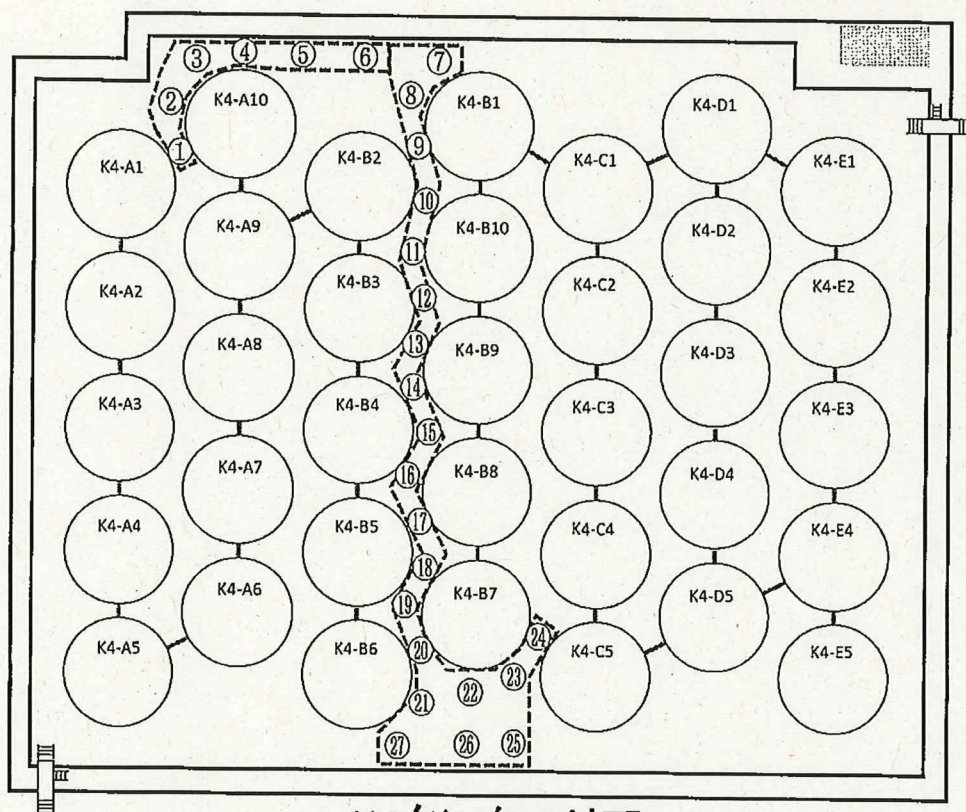 ③ ④ ⑤ ⑥ ⑦
② K4-A10 ⑧ K4-B1 K4-D1
① ⑨
K4-A1 K4-B2 K4-C1 K4-E1
⑩
K4-A9 K4-B10 K4-D2
⑪
K4-A2 K4-B3 ⑫ K4-C2 K4-E2
⑬
K4-A8 K4-B9 K4-D3
⑭
K4-A3 K4-B4 K4-C3 K4-E3
⑮
K4-A7 ⑯ K4-B8 K4-D4
⑰
K4-A4 K4-B5 K4-C4 K4-E4
⑱
K4-A6 ⑲ K4-B7 K4-D5
㉔
K4-A5 K4-B6 ⑳ K4-C5 K4-E5
㉓
㉑ ㉒
㉗ ㉖ ㉕